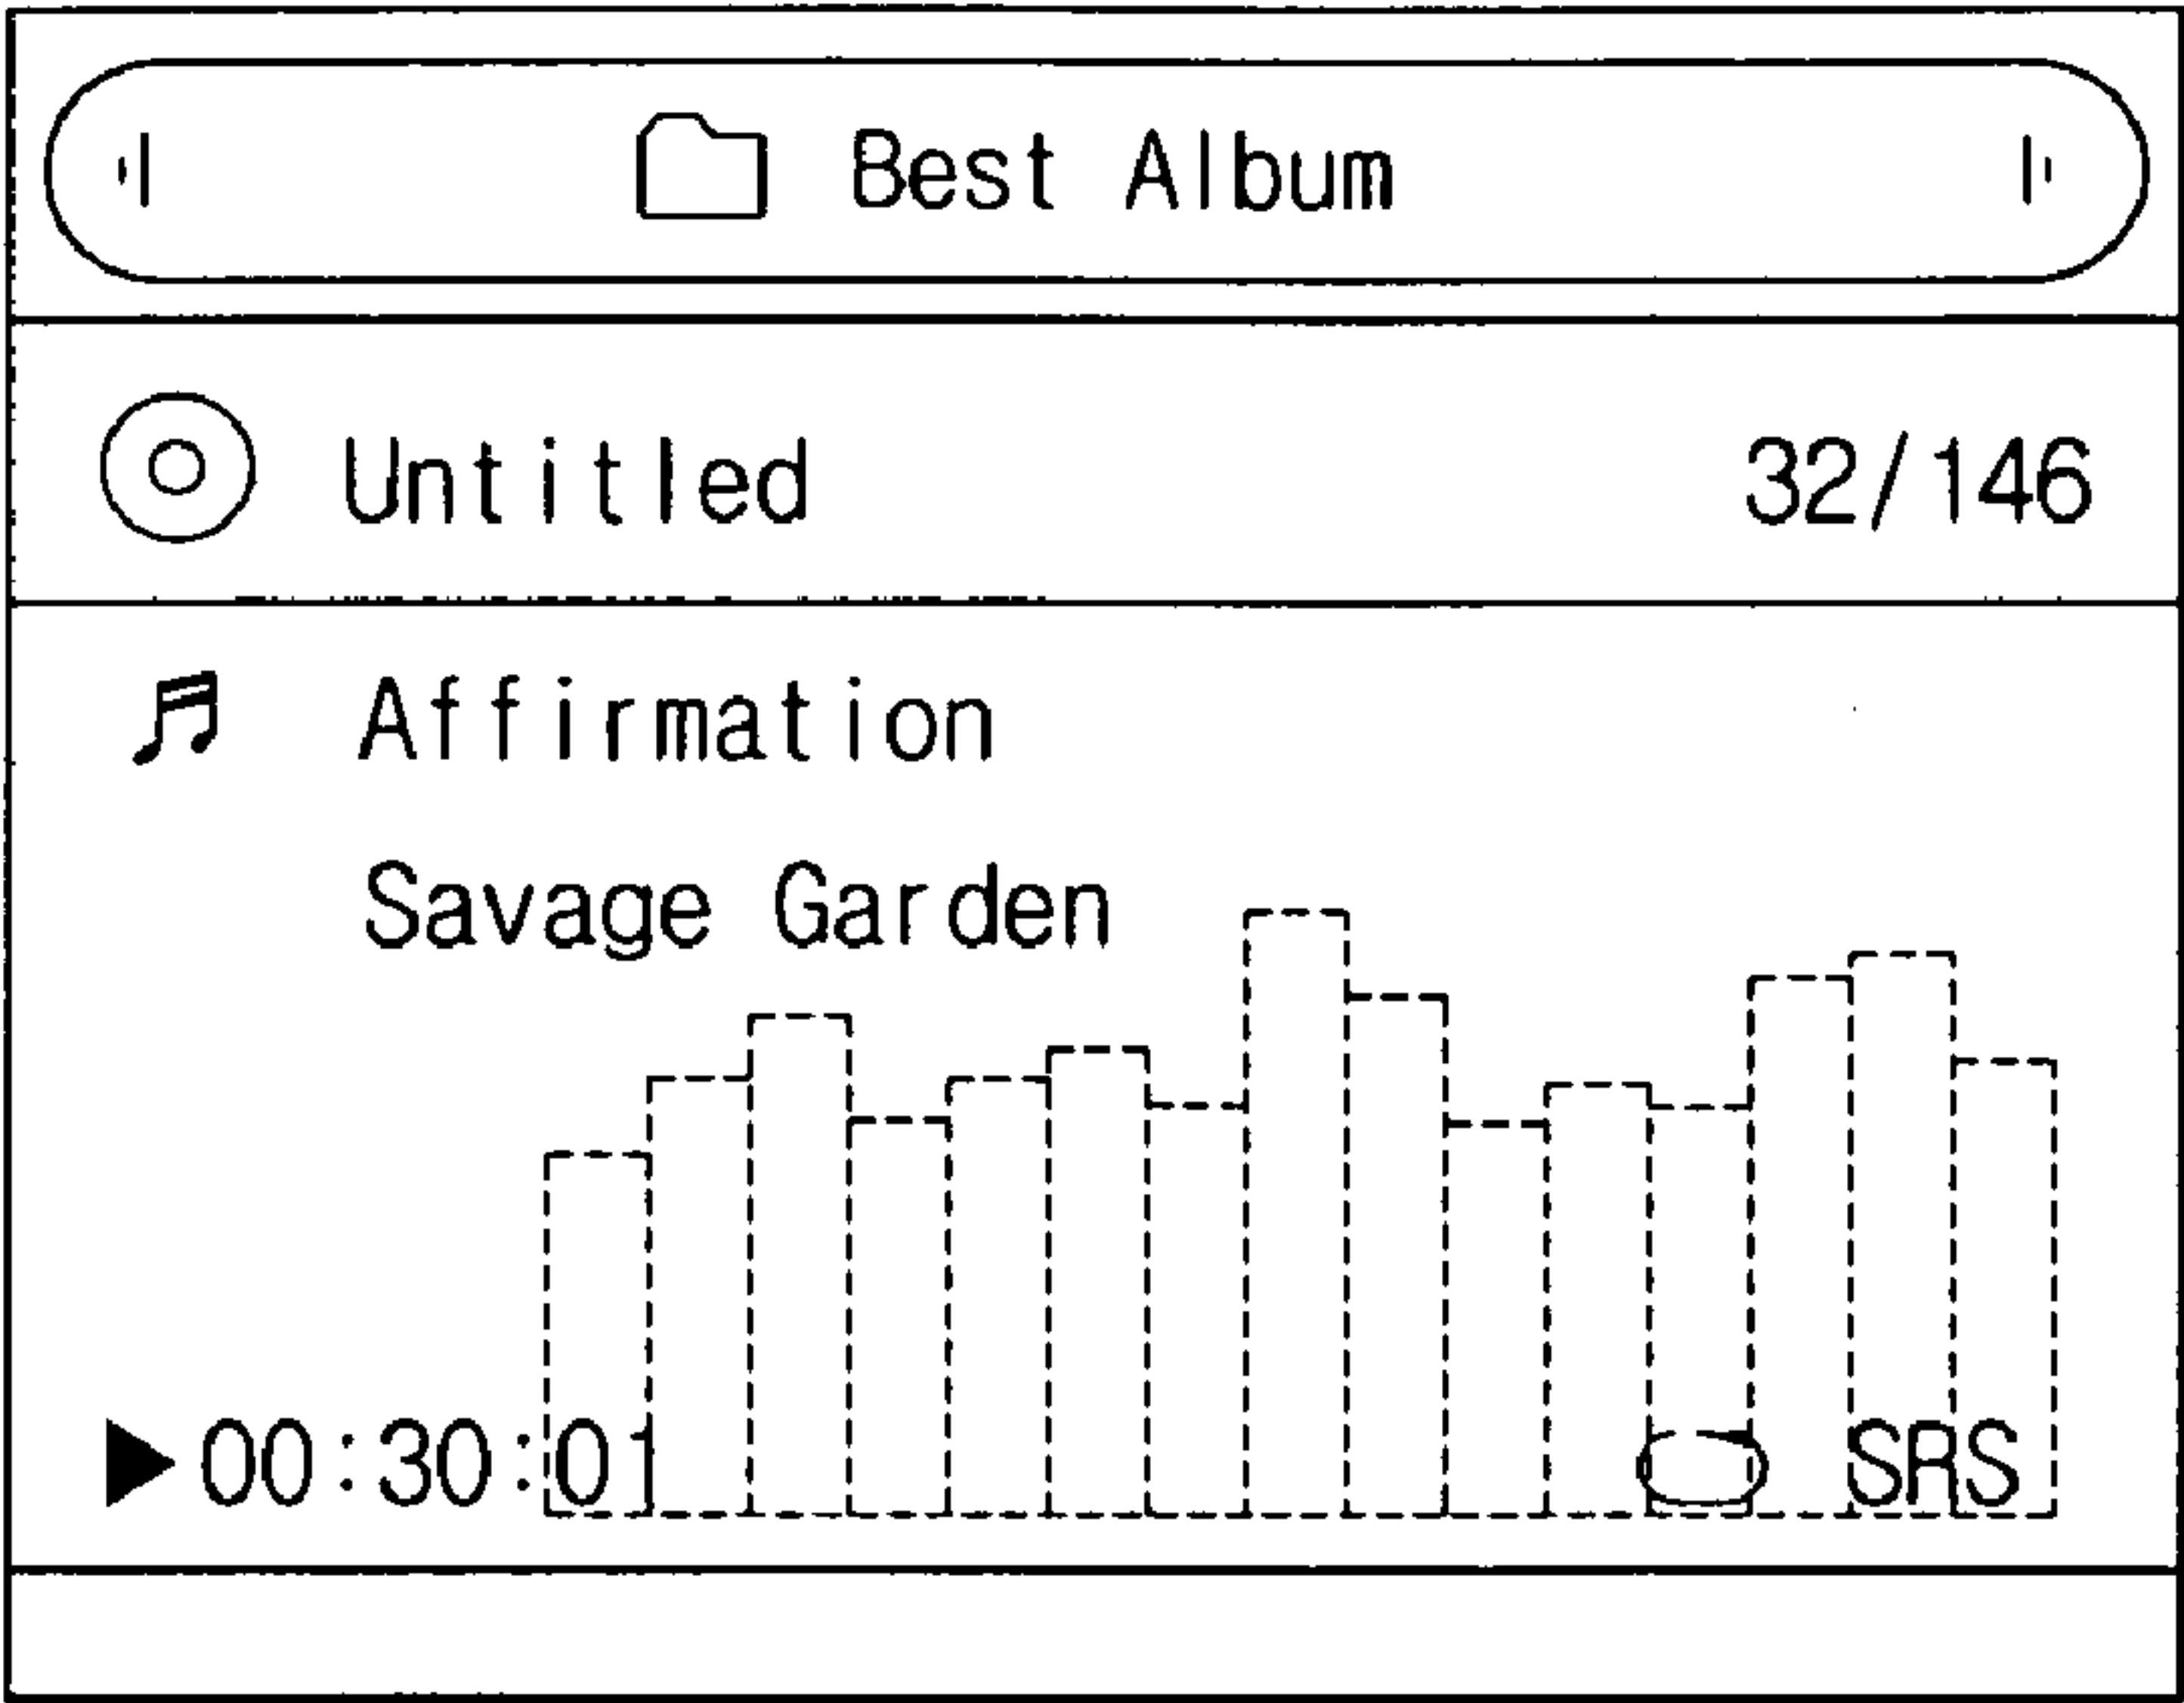 Best Album
Untitled 32/146
Affirmation
Savage Garden
00:30:01 SRS